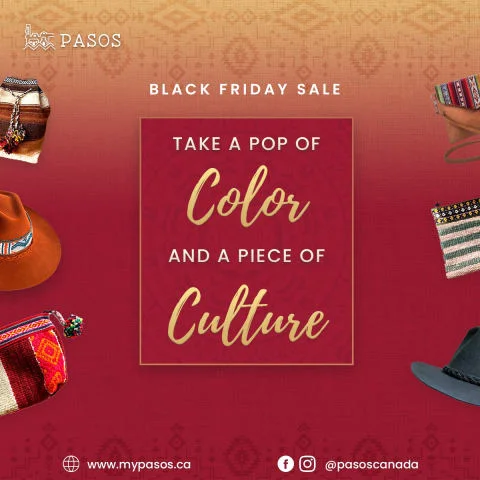 PASOS
BLACK FRIDAY SALE
TAKE A POP OF
Color
AND A PIECE OF
Culture
www.mypasos.ca
@pasoscanada